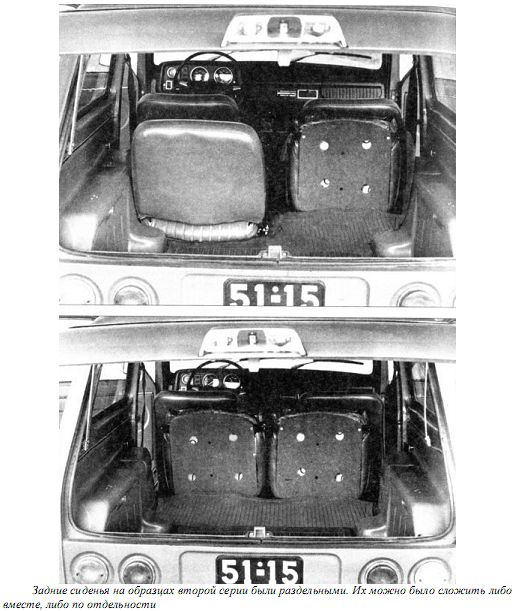 51-15
51-15
Задние сиденья на образцах второй серии были раздельными. Их можно было сложить либо
вместе, либо по отдельности